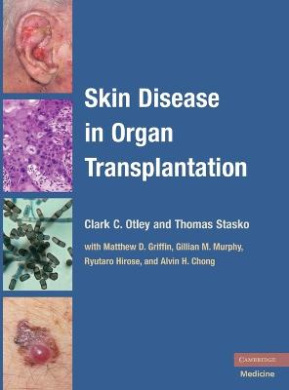 Skin Disease
in Organ
Transplantation
Clark C. Otley and Thomas Stasko
with Matthew D. Griffin, Gillian M. Murphy,
Ryutaro Hirose, and Alvin H. Chong
CAMBRIDGE
Medicine